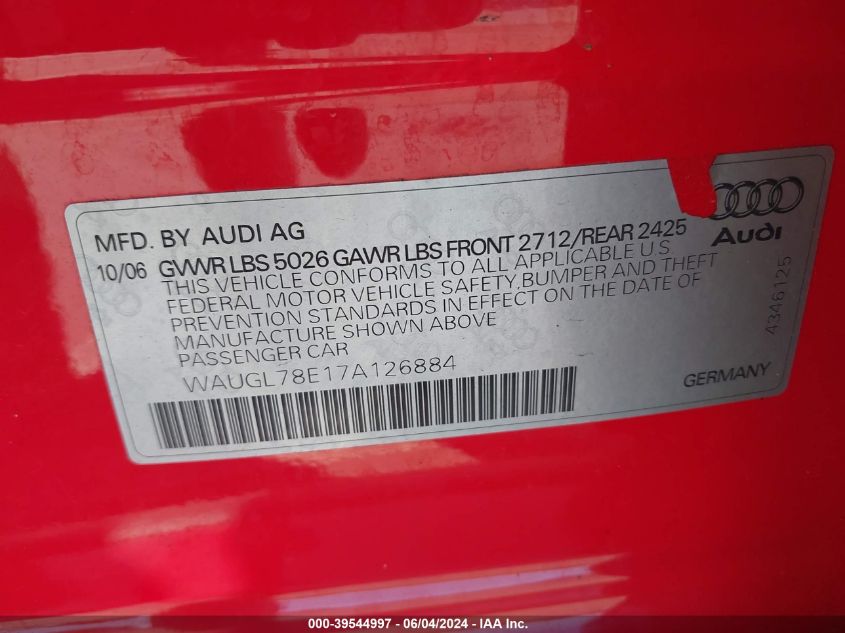 MFD. BY AUDI AG
10/06 GVWR LBS 5026 GAWR LBS FRONT 2712/REAR 2425
THIS VEHICLE CONFORMS TO ALL APPLICABLE U S
FEDERAL MOTOR VEHICLE SAFETY, BUMPER AND THEFT
PREVENTION STANDARDS IN EFFECT ON THE DATE OF
MANUFACTURE SHOWN ABOVE
PASSENGER CAR
WAUGL78E17A126884
Audi
4346125
GERMANY
000-39544997 - 06/04/2024 - IAA Inc.